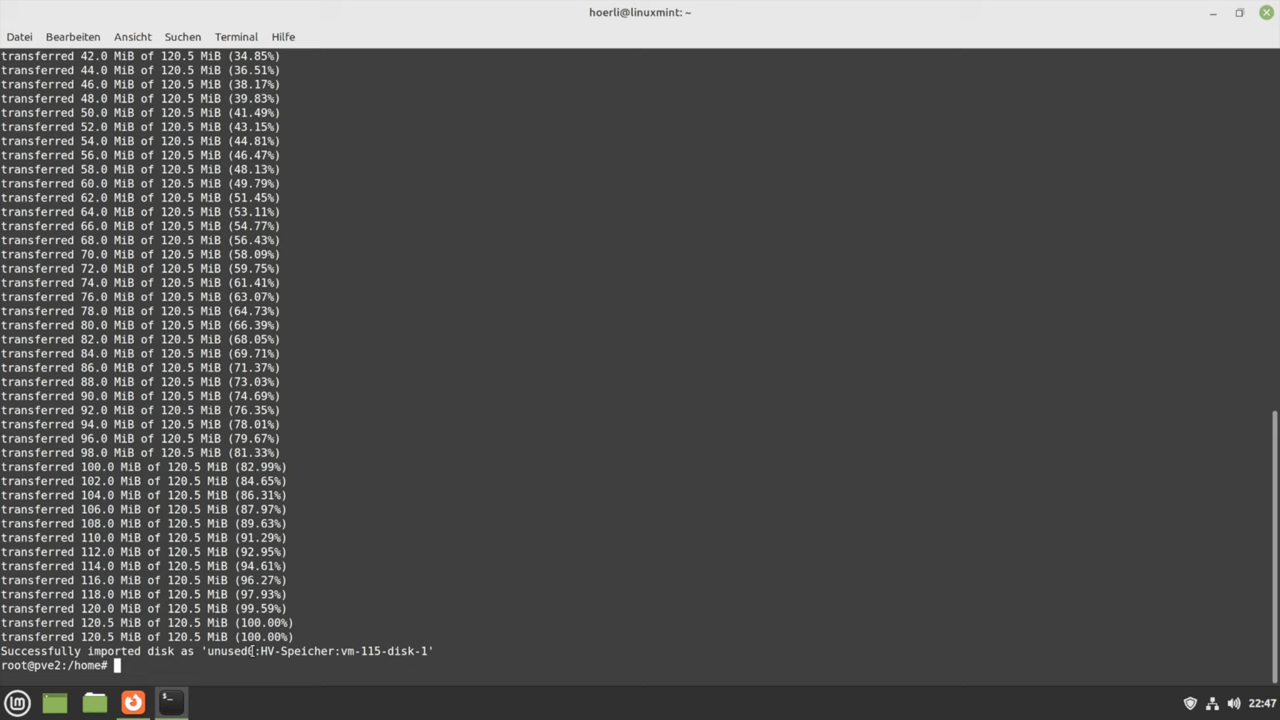 hoerli@linuxmint: ~
Datei Bearbeiten Ansicht Suchen Terminal Hilfe
transferred 42.0 MiB of 120.5 MiB (34.85%)
transferred 44.0 MiB of 120.5 MiB (36.51%)
transferred 46.0 MiB of 120.5 MiB (38.17%)
transferred 48.0 MiB of 120.5 MiB (39.83%)
transferred 50.0 MiB of 120.5 MiB (41.49%)
transferred 52.0 MiB of 120.5 MiB (43.15%)
transferred 54.0 MiB of 120.5 MiB (44.81%)
transferred 56.0 MiB of 120.5 MiB (46.47%)
transferred 58.0 MiB of 120.5 MiB (48.13%)
transferred 60.0 MiB of 120.5 MiB (49.79%)
transferred 62.0 MiB of 120.5 MiB (51.45%)
transferred 64.0 MiB of 120.5 MiB (53.11%)
transferred 66.0 MiB of 120.5 MiB (54.77%)
transferred 68.0 MiB of 120.5 MiB (56.43%)
transferred 70.0 MiB of 120.5 MiB (58.09%)
transferred 72.0 MiB of 120.5 MiB (59.75%)
transferred 74.0 MiB of 120.5 MiB (61.41%)
transferred 76.0 MiB of 120.5 MiB (63.07%)
transferred 78.0 MiB of 120.5 MiB (64.73%)
transferred 80.0 MiB of 120.5 MiB (66.39%)
transferred 82.0 MiB of 120.5 MiB (68.05%)
transferred 84.0 MiB of 120.5 MiB (69.71%)
transferred 86.0 MiB of 120.5 MiB (71.37%)
transferred 88.0 MiB of 120.5 MiB (73.03%)
transferred 90.0 MiB of 120.5 MiB (74.69%)
transferred 92.0 MiB of 120.5 MiB (76.35%)
transferred 94.0 MiB of 120.5 MiB (78.01%)
transferred 96.0 MiB of 120.5 MiB (79.67%)
transferred 98.0 MiB of 120.5 MiB (81.33%)
transferred 100.0 MiB of 120.5 MiB (82.99%)
transferred 102.0 MiB of 120.5 MiB (84.65%)
transferred 104.0 MiB of 120.5 MiB (86.31%)
transferred 106.0 MiB of 120.5 MiB (87.97%)
transferred 108.0 MiB of 120.5 MiB (89.63%)
transferred 110.0 MiB of 120.5 MiB (91.29%)
transferred 112.0 MiB of 120.5 MiB (92.95%)
transferred 114.0 MiB of 120.5 MiB (94.61%)
transferred 116.0 MiB of 120.5 MiB (96.27%)
transferred 118.0 MiB of 120.5 MiB (97.93%)
transferred 120.0 MiB of 120.5 MiB (99.59%)
transferred 120.5 MiB of 120.5 MiB (100.00%)
transferred 120.5 MiB of 120.5 MiB (100.00%)
Successfully imported disk as 'unused0:HV-Speicher:vm-115-disk-1'
root@pve2:/home#
22:47